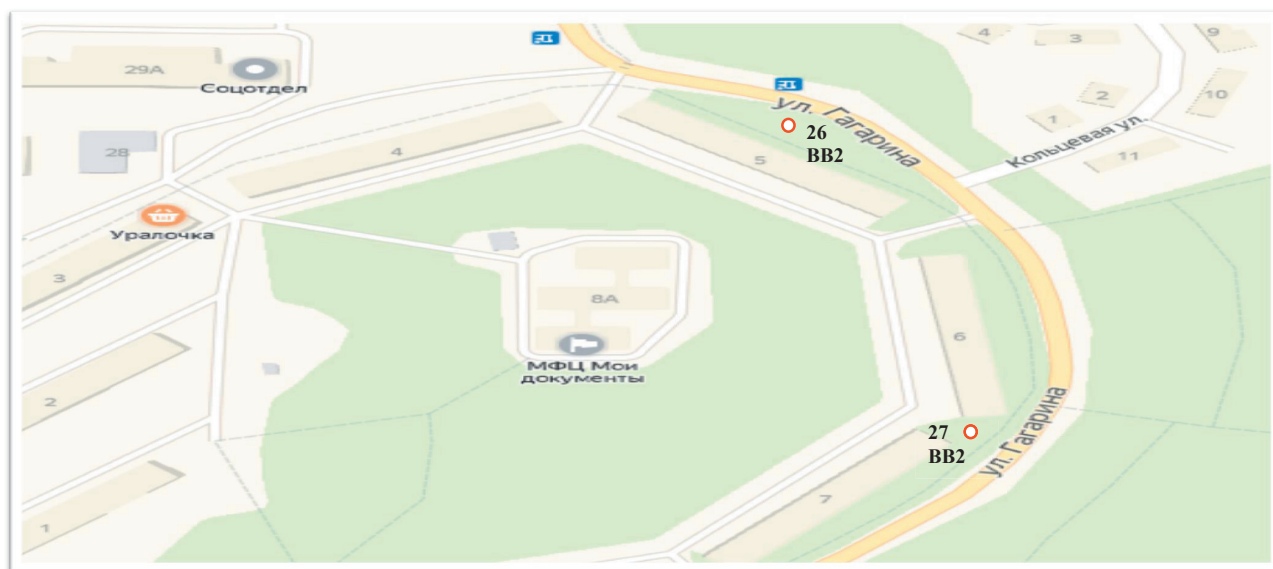 4
3
9
29А
Соцотдел
2
10
ул. Гагарина
1
26
ВВ2
Кольцевая ул.
11
28
4
5
Уралочка
3
8А
6
МФЦ Мои
документы
2
27
ВВ2
ул. Гагарина
7
1